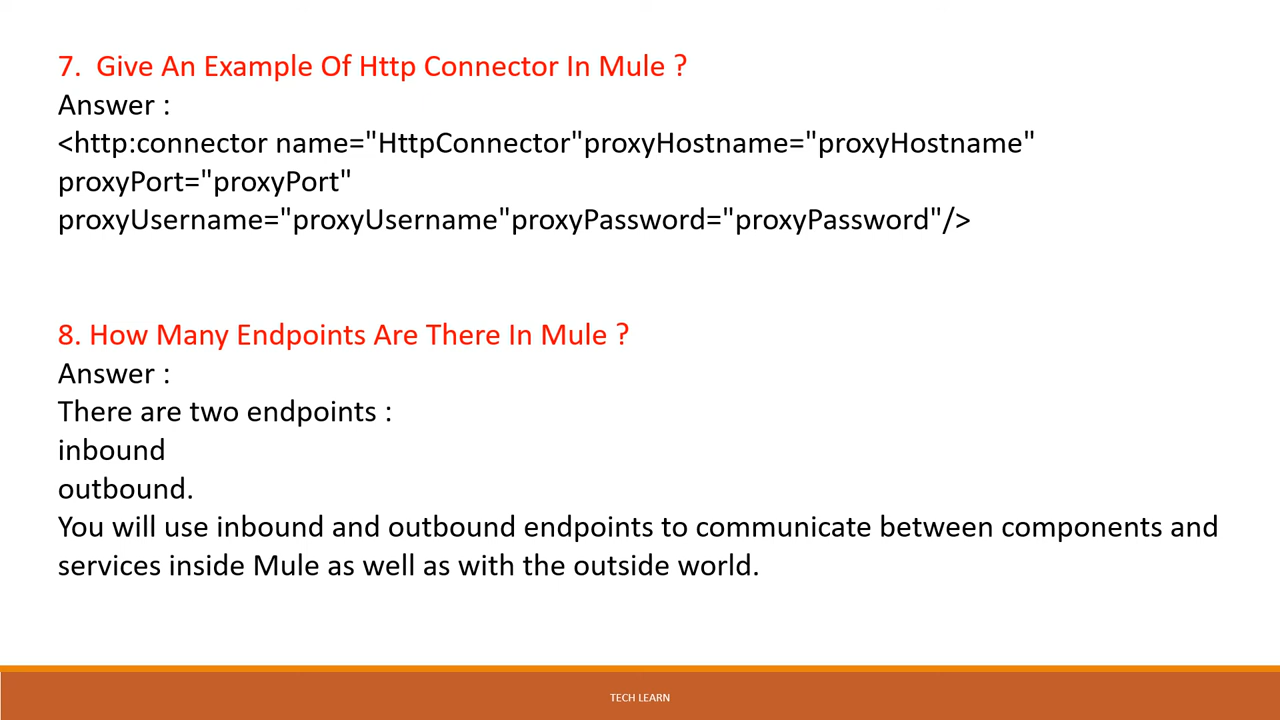 7.  Give An Example Of Http Connector In Mule ?
Answer :
<http:connector name="HttpConnector"proxyHostname="proxyHostname"
proxyPort="proxyPort"
proxyUsername="proxyUsername"proxyPassword="proxyPassword"/>
8. How Many Endpoints Are There In Mule ?
Answer :
There are two endpoints :
inbound
outbound.
You will use inbound and outbound endpoints to communicate between components and
services inside Mule as well as with the outside world.
TECH LEARN